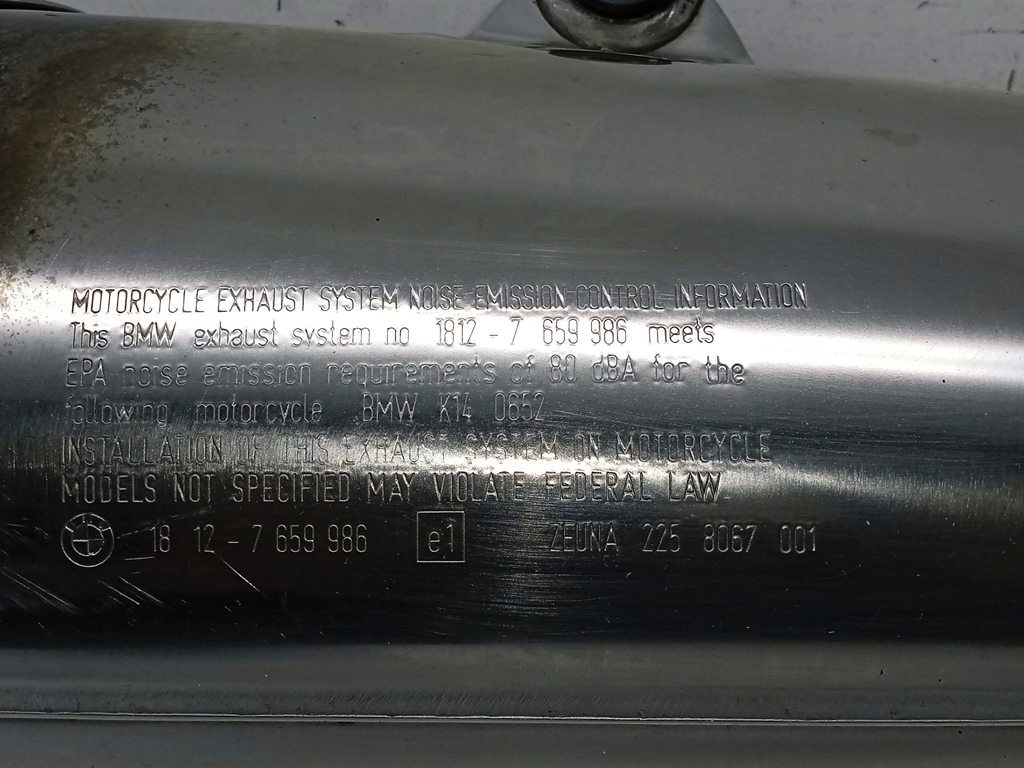 MOTORCYCLE EXHAUST SYSTEM NOISE EMISSION CONTROL INFORMATION
This BMW exhaust system no 1812 - 7 659 986 meets
EPA noise emission requirements of 80 dBA for the
following motorcycle BMW K14 0652
INSTALLATION OF THIS EXHAUST SYSTEM ON MOTORCYCLE
MODELS NOT SPECIFIED MAY VIOLATE FEDERAL LAW.
18 12 - 7 659 986 e1 ZEUNA 225 8067 001